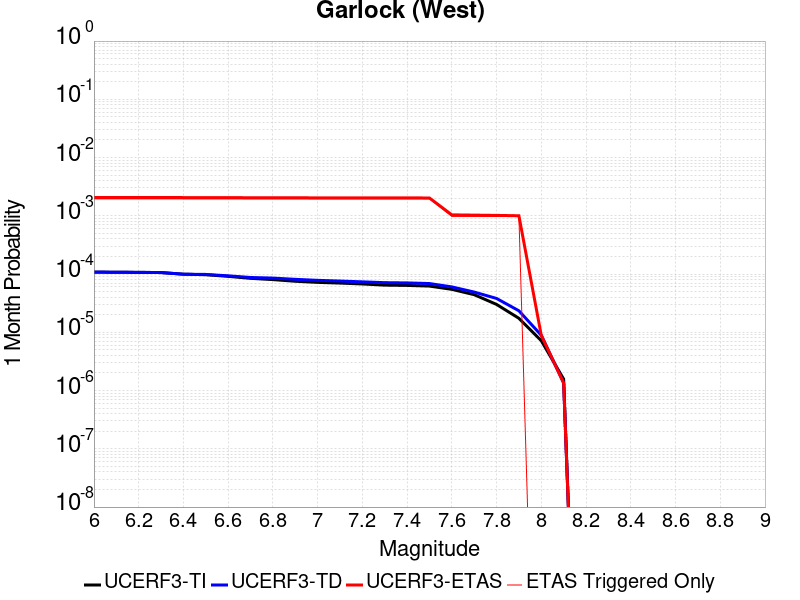 Garlock (West)
10^0
10^-1
10^-2
10^-3
10^-4
10^-5
10^-6
10^-7
10^-8
1 Month Probability
6 6.2 6.4 6.6 6.8 7 7.2 7.4 7.6 7.8 8 8.2 8.4 8.6 8.8 9
Magnitude
UCERF3-TI UCERF3-TD UCERF3-ETAS ETAS Triggered Only